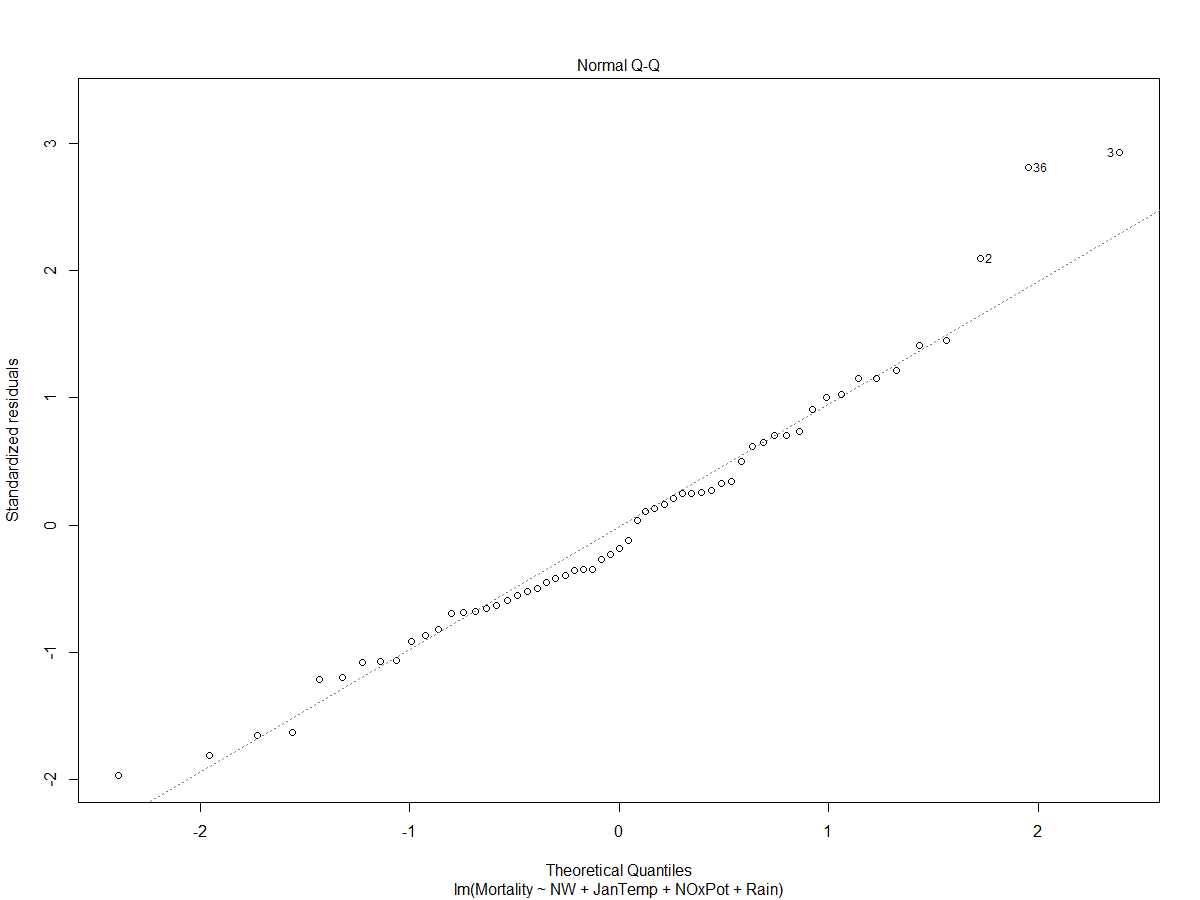 Normal Q-Q
3
36
2
Standardized residuals
3
2
1
0
-1
-2
-2 -1 0 1 2
Theoretical Quantiles
lm(Mortality ~ NW + JanTemp + NOxPot + Rain)